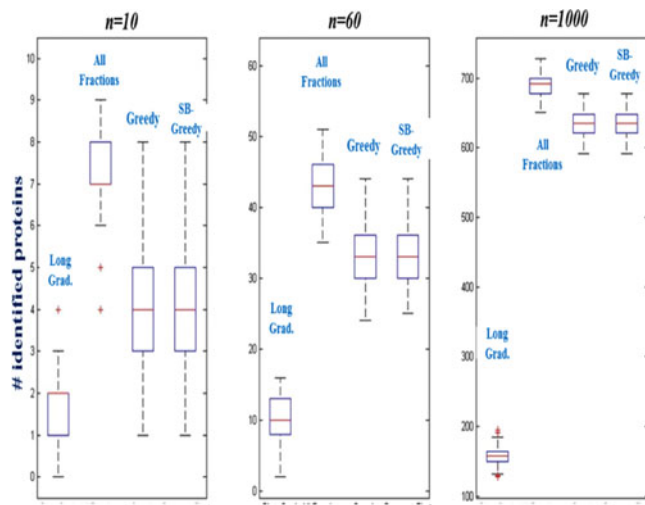 n=10
n=60
n=1000
# identified proteins
10
9
8
7
6
5
4
3
2
1
0
Long
Grad.
All
Fractions
Greedy
SB-
Greedy
60
50
40
30
20
10
0
Long
Grad.
All
Fractions
Greedy
SB-
Greedy
700
600
500
400
300
200
100
Long
Grad.
All
Fractions
Greedy
SB-
Greedy